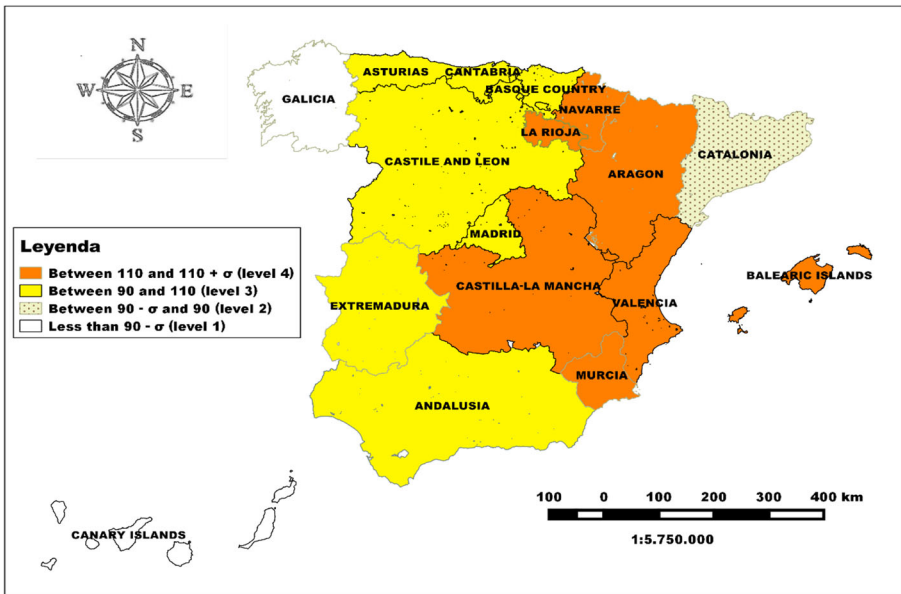 N
W E
S
GALICIA
ASTURIAS
CANTABRIA
BASQUE COUNTRY
NAVARRE
LA RIOJA
CASTILE AND LEON
ARAGON
CATALONIA
MADRID
Leyenda
Between 110 and 110 + σ (level 4)
Between 90 and 110 (level 3)
Between 90 - σ and 90 (level 2)
Less than 90 - σ (level 1)
EXTREMADURA
CASTILLA-LA MANCHA
VALENCIA
BALEARIC ISLANDS
MURCIA
ANDALUSIA
CANARY ISLANDS
100 0 100 200 300 400 km
1:5.750.000